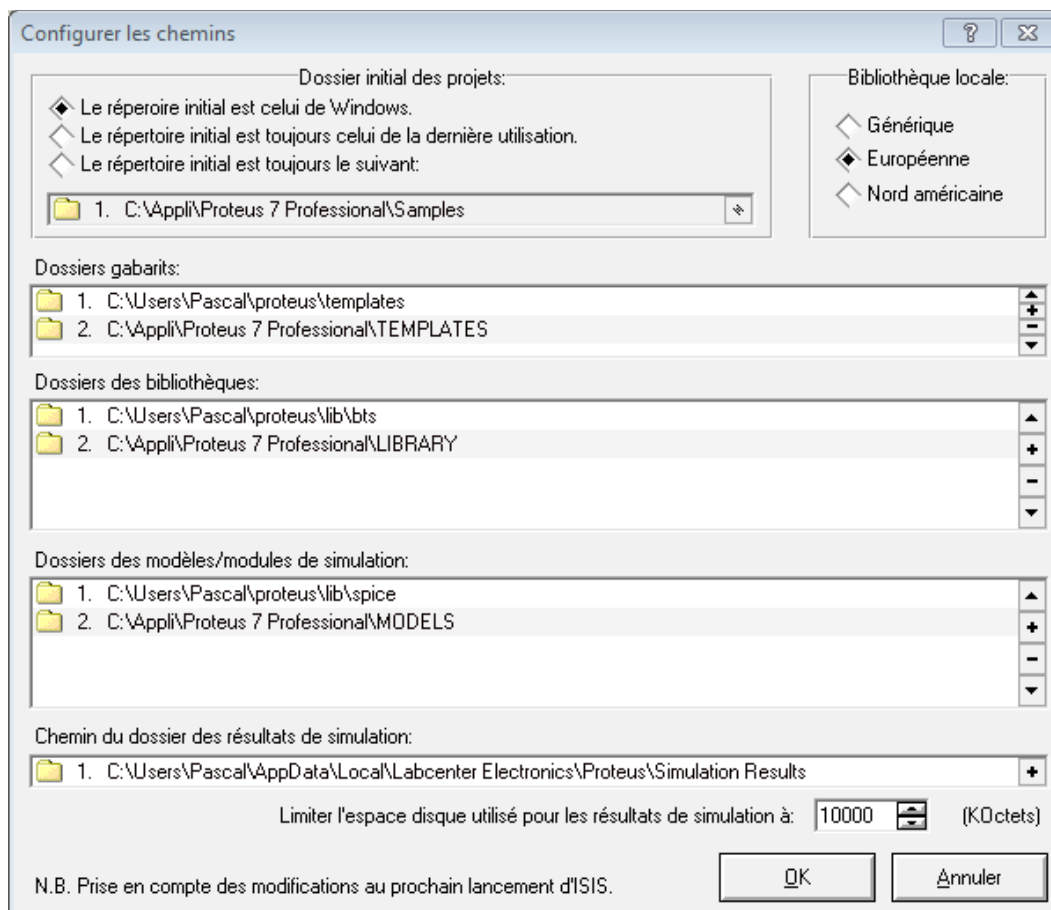 Configurer les chemins
Dossier initial des projets:
Le réperoire initial est celui de Windows.
Le répertoire initial est toujours celui de la dernière utilisation.
Le répertoire initial est toujours le suivant:
1. C:\Appli\Proteus 7 Professional\Samples
Bibliothèque locale:
Générique
Européenne
Nord américaine
Dossiers gabarits:
1. C:\Users\Pascal\proteus\templates
2. C:\Appli\Proteus 7 Professional\TEMPLATES
Dossiers des bibliothèques:
1. C:\Users\Pascal\proteus\lib\bts
2. C:\Appli\Proteus 7 Professional\LIBRARY
Dossiers des modèles/modules de simulation:
1. C:\Users\Pascal\proteus\lib\spice
2. C:\Appli\Proteus 7 Professional\MODELS
Chemin du dossier des résultats de simulation:
1. C:\Users\Pascal\AppData\Local\Labcenter Electronics\Proteus\Simulation Results
Limiter l'espace disque utilisé pour les résultats de simulation à: 10000 (KOctets)
N.B. Prise en compte des modifications au prochain lancement d'ISIS.
OK
Annuler